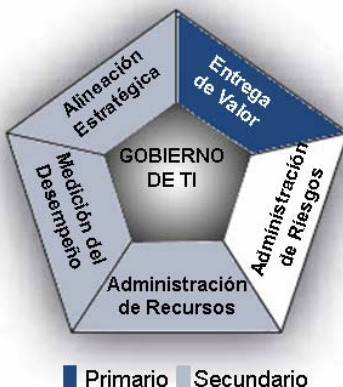 Alineación
Estratégica
Entrega
de Valor
GOBIERNO
DE TI
Medición del
Desempeño
Administración
de Riesgos
Administración
de Recursos
Primario Secundario